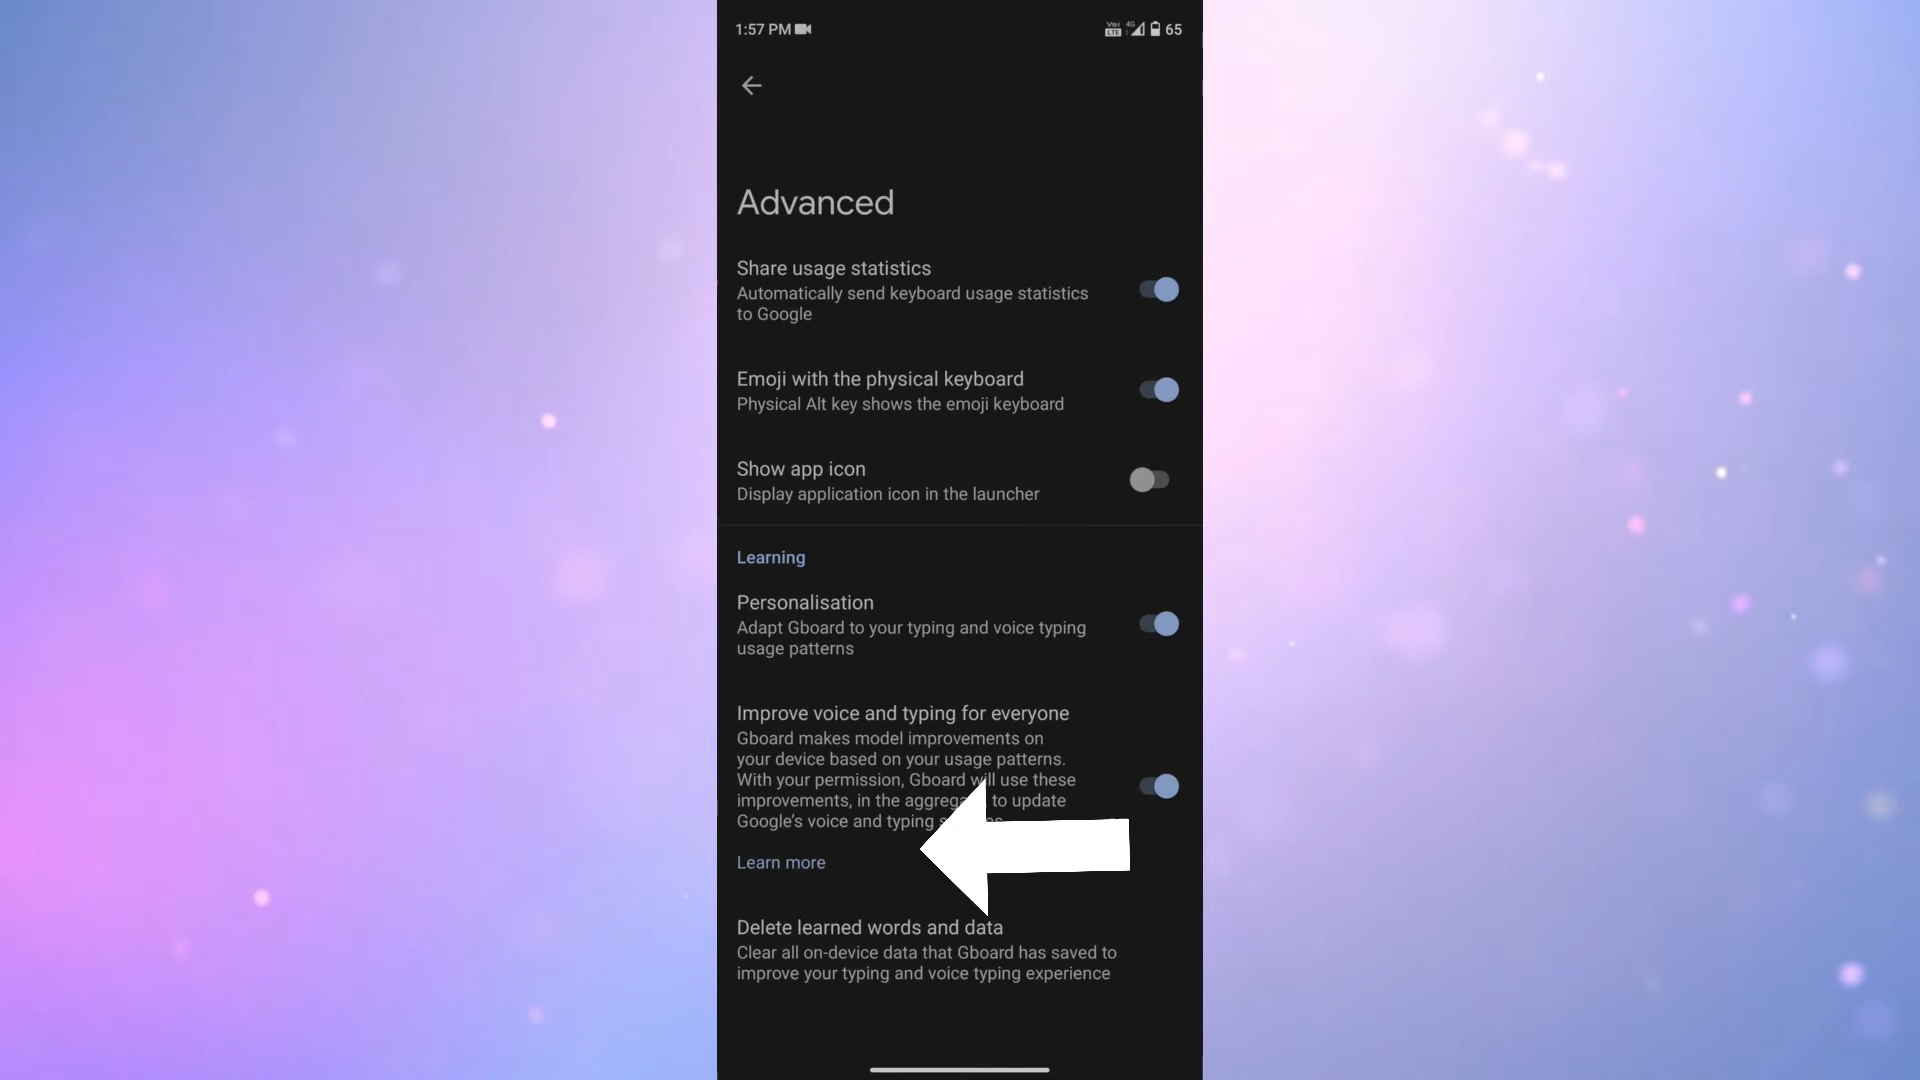 1:57 PM
Vo
LTE
4G
65
Advanced
Share usage statistics
Automatically send keyboard usage statistics
to Google
Emoji with the physical keyboard
Physical Alt key shows the emoji keyboard
Show app icon
Display application icon in the launcher
Learning
Personalisation
Adapt Gboard to your typing and voice typing
usage patterns
Improve voice and typing for everyone
Gboard makes model improvements on
your device based on your usage patterns.
With your permission, Gboard will use these
improvements, in the to update
Google's voice and typing
Learn more
Delete learned words and data
Clear all on-device data that Gboard has saved to
improve your typing and voice typing experience